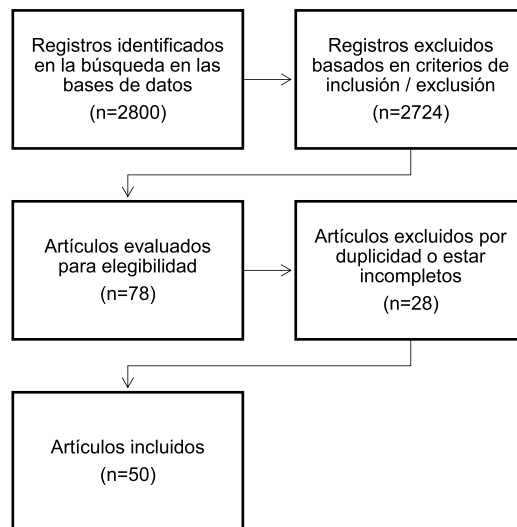 Registros identificados
en la búsqueda en las
bases de datos
(n=2800)
Registros excluidos
basados en criterios de
inclusión / exclusión
(n=2724)
Artículos evaluados
para elegibilidad
(n=78)
Artículos excluidos por
duplicidad o estar
incompletos
(n=28)
Artículos incluidos
(n=50)